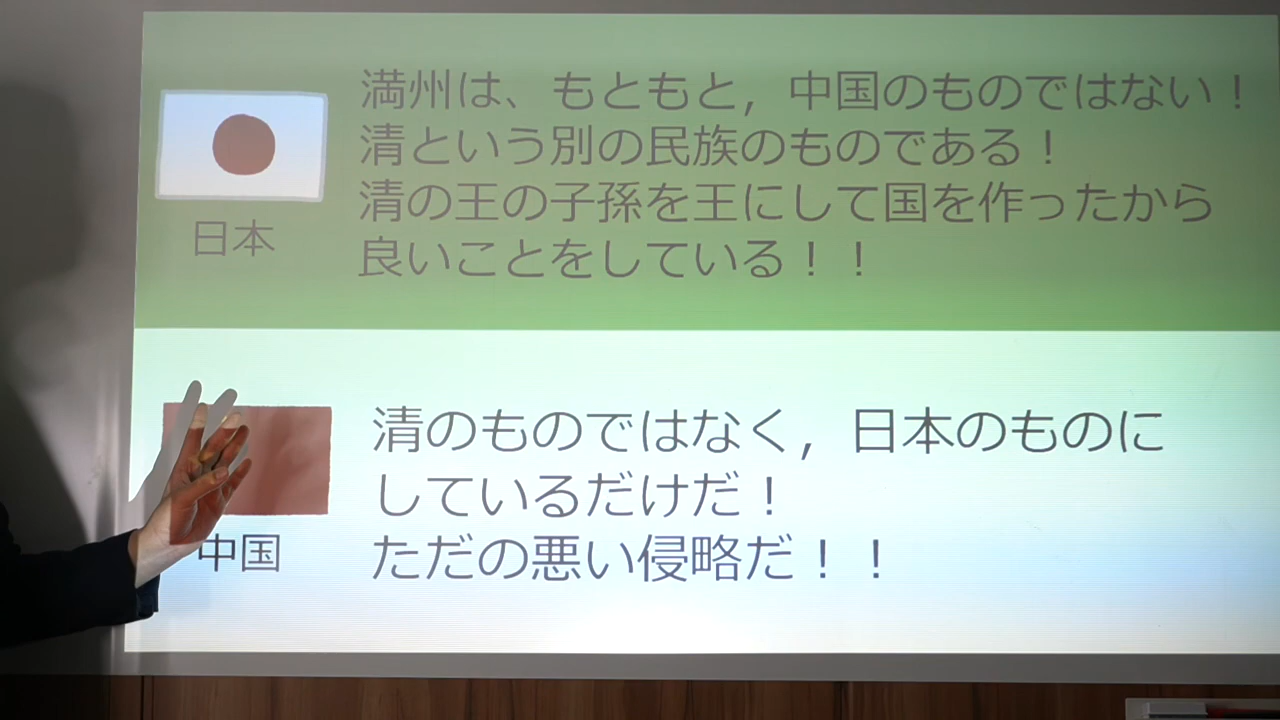 満州は、もともと，中国のものではない！
清という別の民族のものである！
清の王の子孫を王にして国を作ったから
良いことをしている！！
日本
清のものではなく，日本のものに
しているだけだ！
ただの悪い侵略だ！！
中国